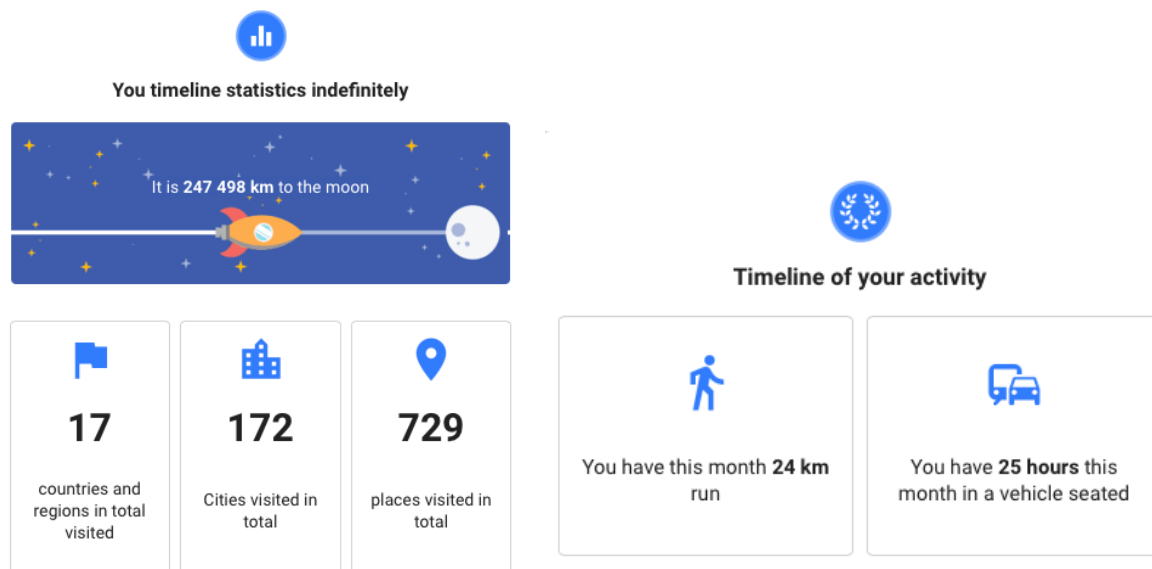 You timeline statistics indefinitely
It is 247 498 km to the moon
17
countries and
regions in total
visited
172
Cities visited in
total
729
places visited in
total
Timeline of your activity
You have this month 24 km
run
You have 25 hours this
month in a vehicle seated